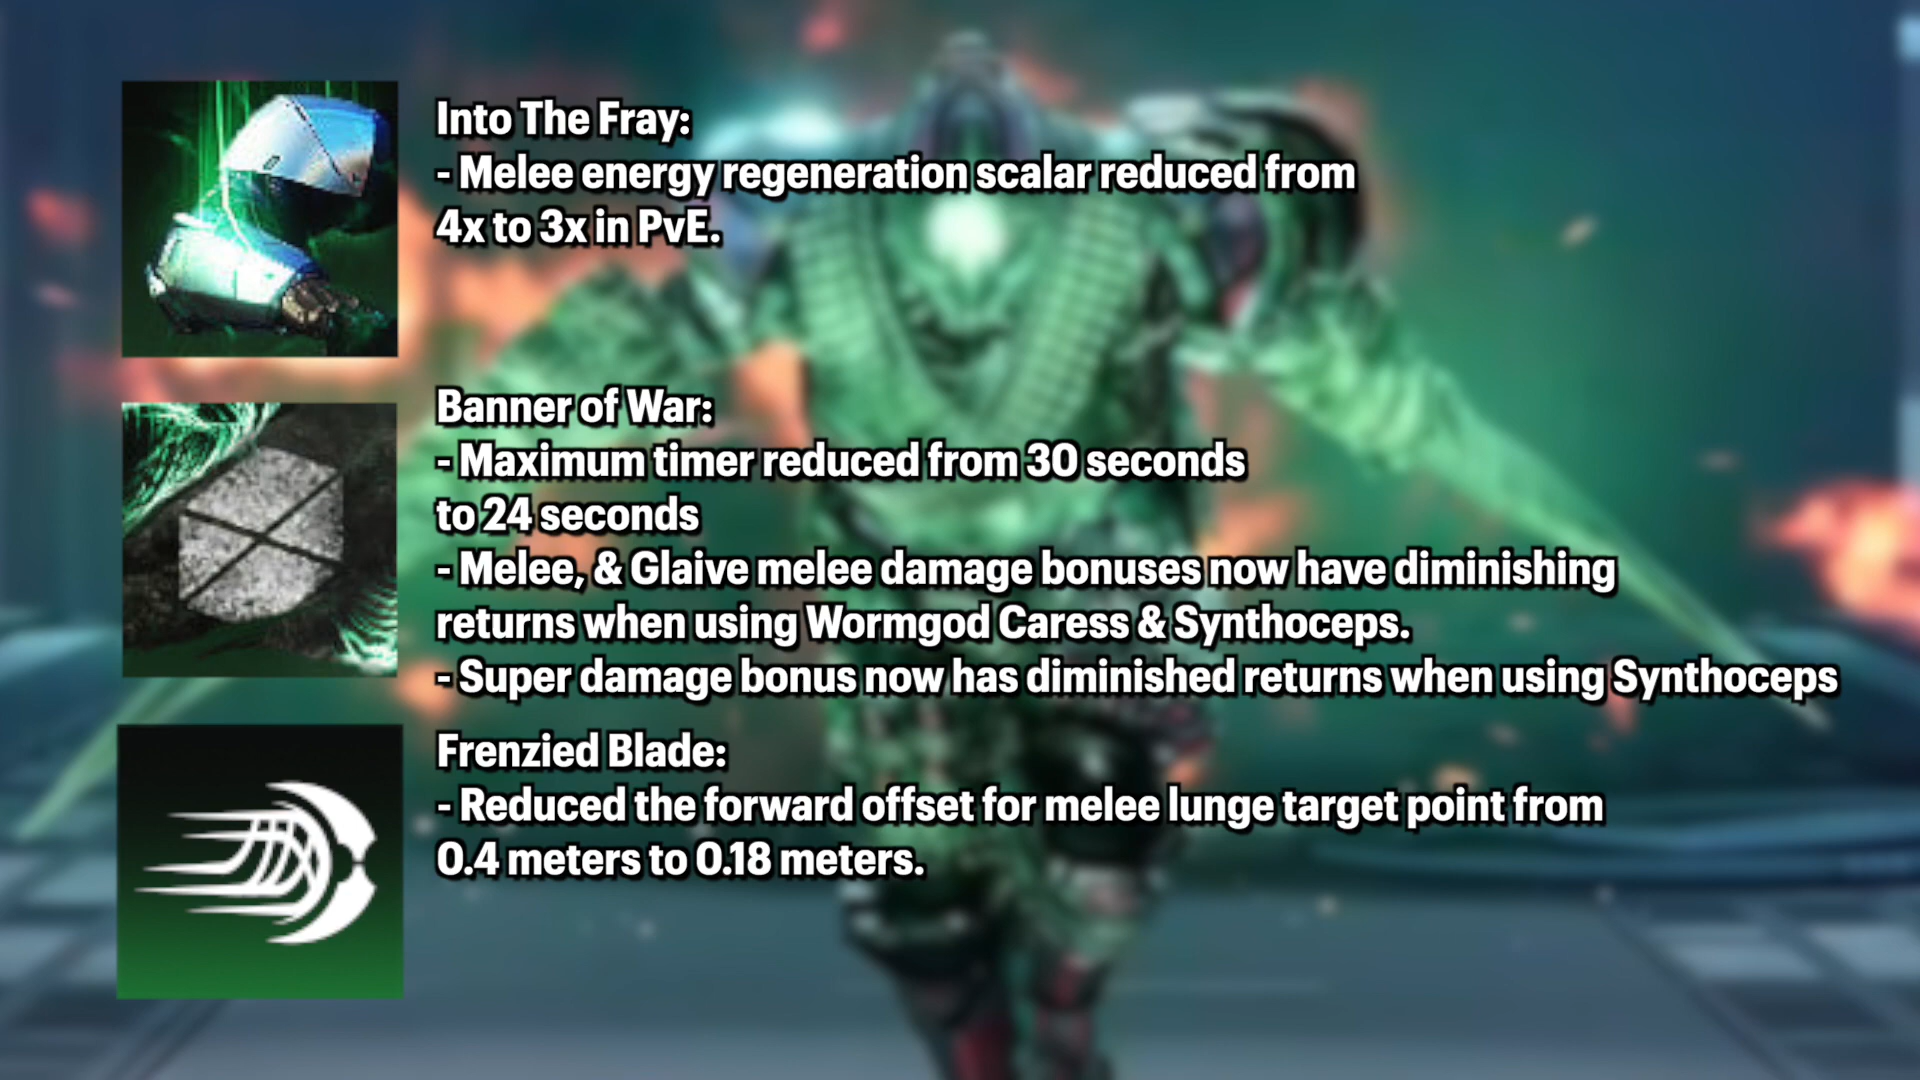 Into The Fray:
- Melee energy regeneration scalar reduced from
4x to 3x in PvE.
Banner of War:
- Maximum timer reduced from 30 seconds
to 24 seconds
- Melee, & Glaive melee damage bonuses now have diminishing
returns when using Wormgod Caress & Synthoceps.
- Super damage bonus now has diminished returns when using Synthoceps
Frenzied Blade:
- Reduced the forward offset for melee lunge target point from
0.4 meters to 0.18 meters.